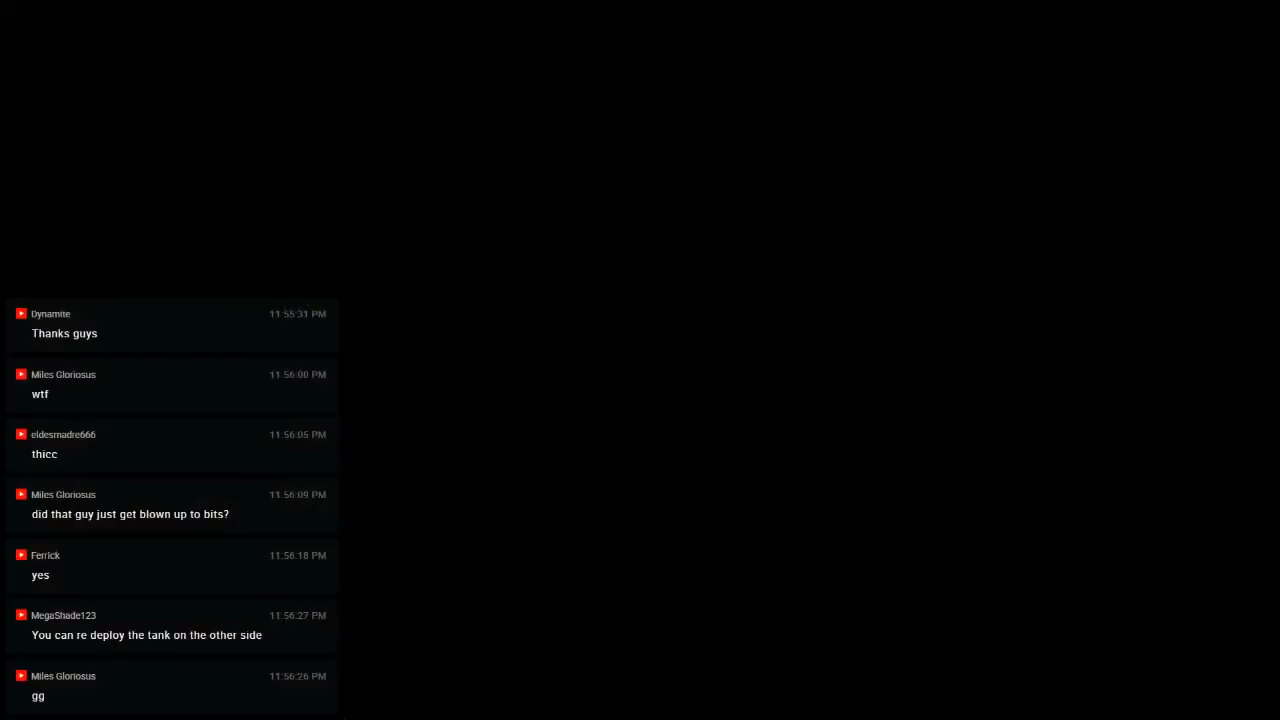 Dynamite 11:55:31 PM
Thanks guys
Miles Gloriosus 11:56:00 PM
wtf
eldesmadre666 11:56:05 PM
thicc
Miles Gloriosus 11:56:09 PM
did that guy just get blown up to bits?
Ferrick 11:56:18 PM
yes
MegaShade123 11:56:27 PM
You can re deploy the tank on the other side
Miles Gloriosus 11:56:26 PM
gg